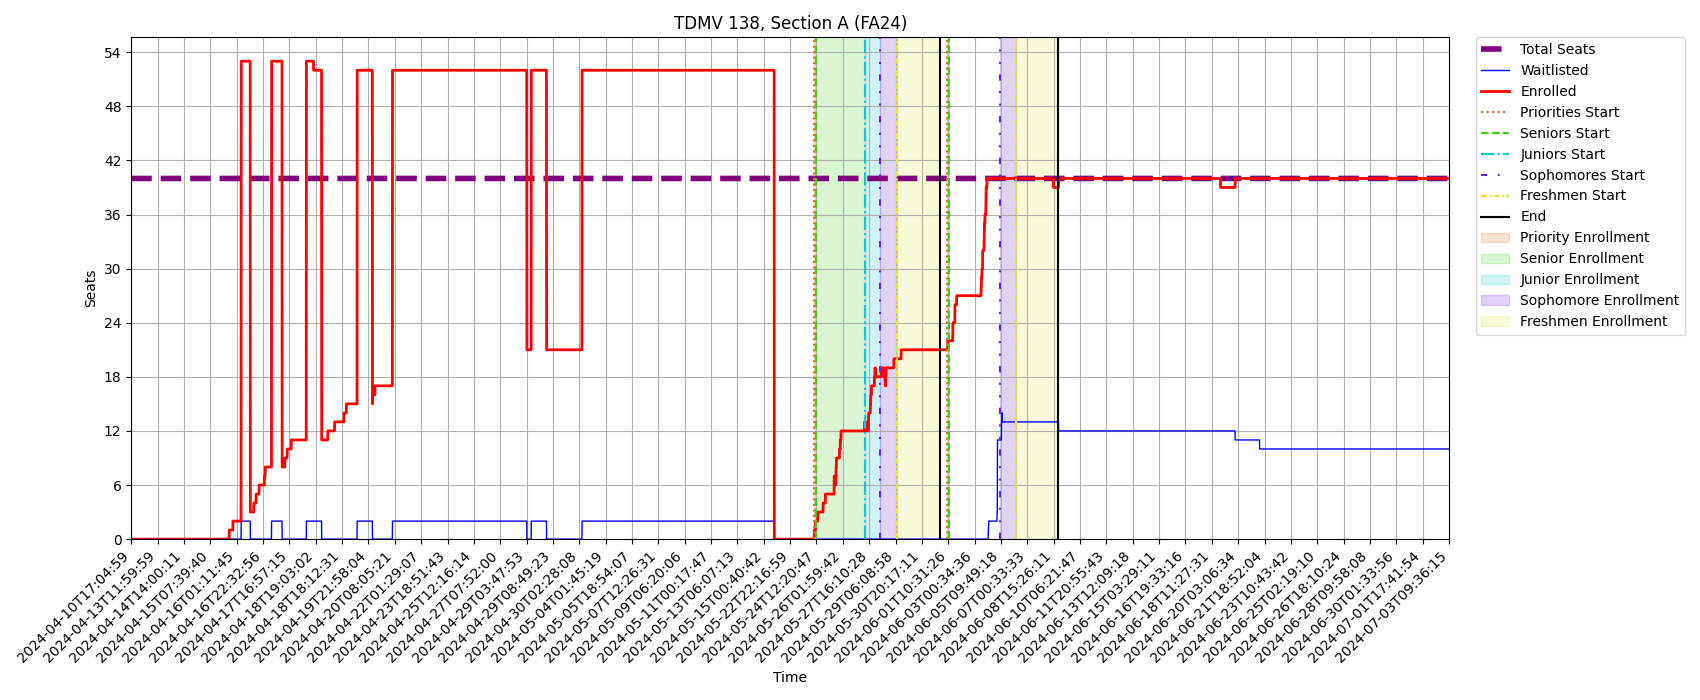 TDMV 138, Section A (FA24)
Seats
54
48
42
36
30
24
18
12
6
0
2024-04-10T17:04:59
2024-04-13T11:59:59
2024-04-14T14:00:11
2024-04-15T07:39:40
2024-04-16T01:11:45
2024-04-16T22:32:56
2024-04-17T16:57:15
2024-04-18T19:03:02
2024-04-18T18:12:31
2024-04-19T21:58:04
2024-04-20T08:05:21
2024-04-22T01:29:07
2024-04-23T18:51:43
2024-04-25T12:16:14
2024-04-27T07:52:00
2024-04-27T03:47:53
2024-04-29T08:49:23
2024-04-30T02:28:08
2024-05-04T01:45:19
2024-05-05T18:54:07
2024-05-07T12:26:31
2024-05-09T06:20:06
2024-05-11T00:17:47
2024-05-13T06:07:13
2024-05-15T00:40:42
2024-05-22T22:16:59
2024-05-24T12:20:47
2024-05-26T01:59:42
2024-05-27T16:10:28
2024-05-29T06:08:58
2024-05-30T20:17:11
2024-06-01T10:31:26
2024-06-03T00:34:36
2024-06-05T09:49:18
2024-06-07T00:33:33
2024-06-08T15:26:11
2024-06-10T06:21:47
2024-06-11T20:55:43
2024-06-13T12:09:18
2024-06-15T03:29:11
2024-06-16T19:33:16
2024-06-18T11:27:31
2024-06-20T03:06:34
2024-06-21T18:52:04
2024-06-23T10:43:42
2024-06-25T02:19:10
2024-06-26T18:10:24
2024-06-28T09:58:08
2024-06-30T01:33:56
2024-07-01T17:41:54
2024-07-03T09:36:15
Time
Total Seats
Waitlisted
Enrolled
Priorities Start
Seniors Start
Juniors Start
Sophomores Start
Freshmen Start
End
Priority Enrollment
Senior Enrollment
Junior Enrollment
Sophomore Enrollment
Freshmen Enrollment